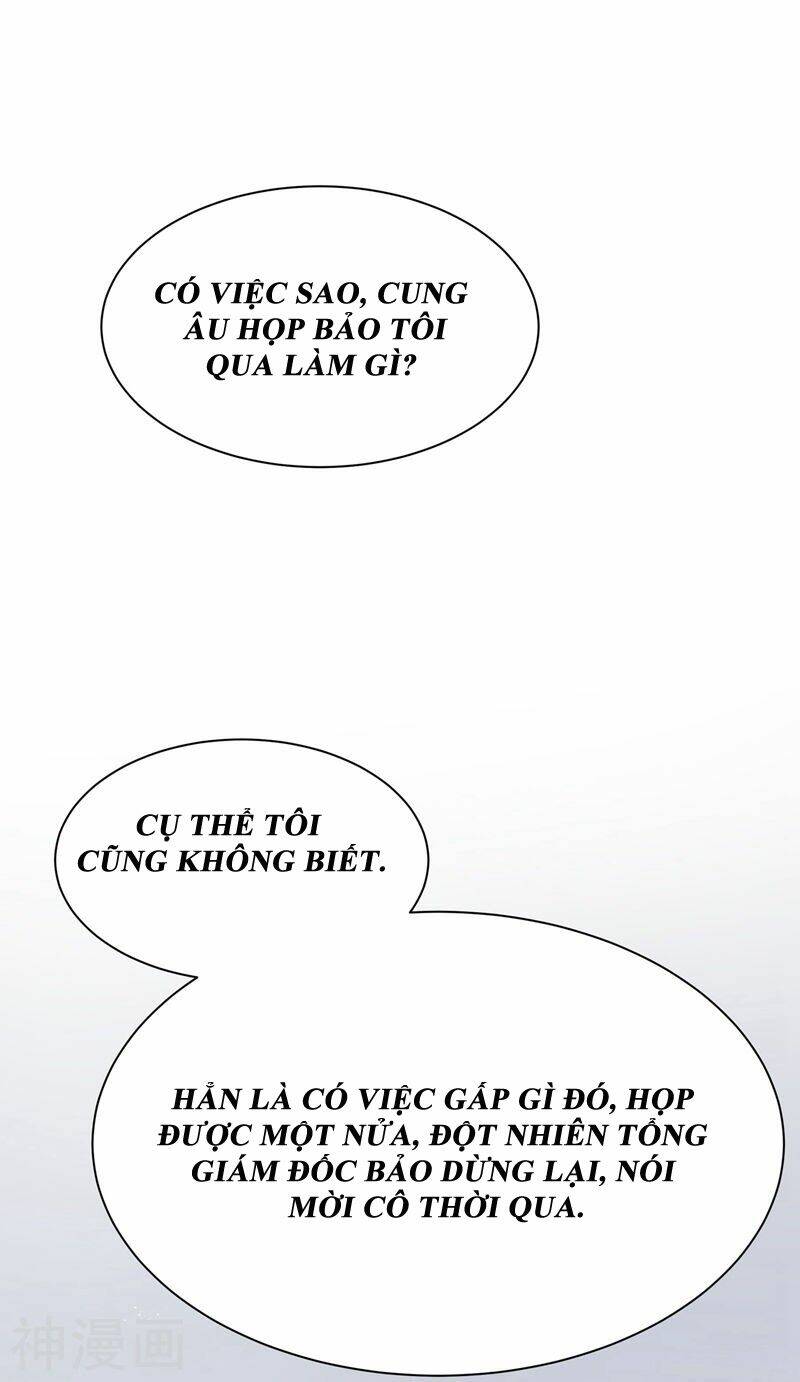 CÓ VIỆC SAO, CUNG
ÂU HỌP BẢO TÔI
QUA LÀM GÌ?
CỤ THỂ TÔI
CŨNG KHÔNG BIẾT.
HẲN LÀ CÓ VIỆC GẤP GÌ ĐÓ, HỌP
ĐƯỢC MỘT NỬA, ĐỘT NHIÊN TỔNG
GIÁM ĐỐC BẢO DỪNG LẠI, NÓI
MỜI CÔ THỜI QUA.
神漫画